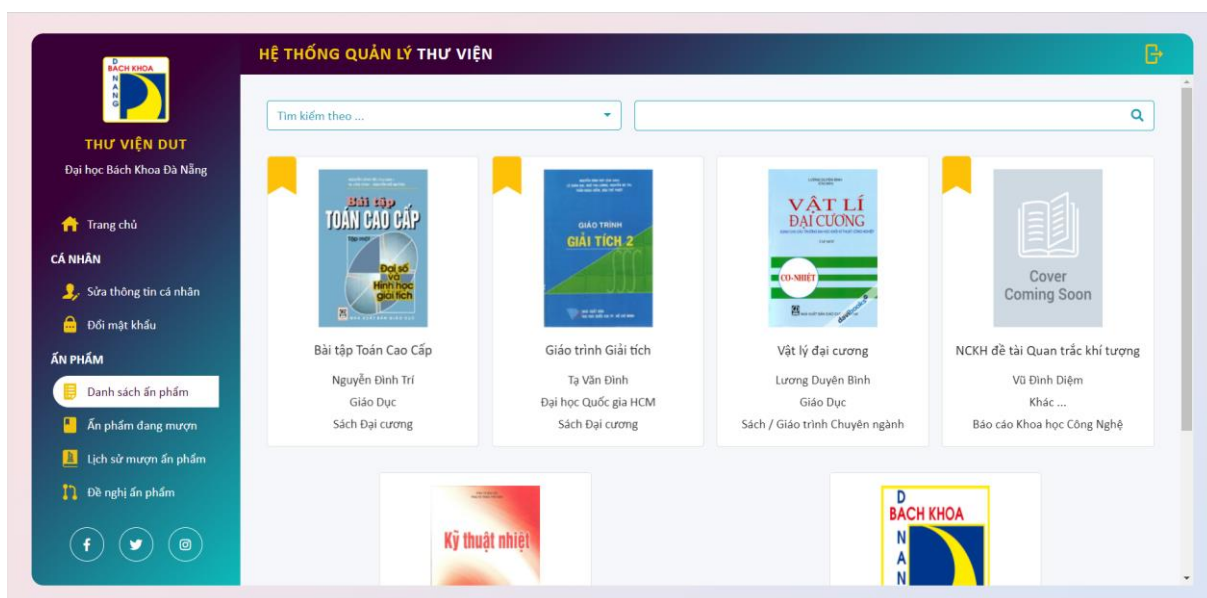 D
BÁCH KHOA
N
A
N
G
THƯ VIỆN DUT
Đại học Bách Khoa Đà Nẵng
Trang chủ
CÁ NHÂN
Sửa thông tin cá nhân
Đổi mật khẩu
ẤN PHẨM
Danh sách ấn phẩm
Ấn phẩm đang mượn
Lịch sử mượn ấn phẩm
Đề nghị ấn phẩm
HỆ THỐNG QUẢN LÝ THƯ VIỆN
Tìm kiếm theo ...
Bài tập
TOÁN CAO CẤP
Đại số
và
Hình học
giải tích
Bài tập Toán Cao Cấp
Nguyễn Đình Trí
Giáo Dục
Sách Đại cương
GIÁO TRÌNH
GIẢI TÍCH 2
Giáo trình Giải tích
Tạ Văn Đình
Đại học Quốc gia HCM
Sách Đại cương
VẬT LÍ
ĐẠI CƯƠNG
CƠ-NHIỆT
Vật lý đại cương
Lương Duyên Bình
Giáo Dục
Sách / Giáo trình Chuyên ngành
Cover
Coming Soon
NCKH đề tài Quan trắc khí tượng
Vũ Đình Diệm
Khác ...
Báo cáo Khoa học Công Nghệ
Kỹ thuật nhiệt
D
BÁCH KHOA
N
A
N